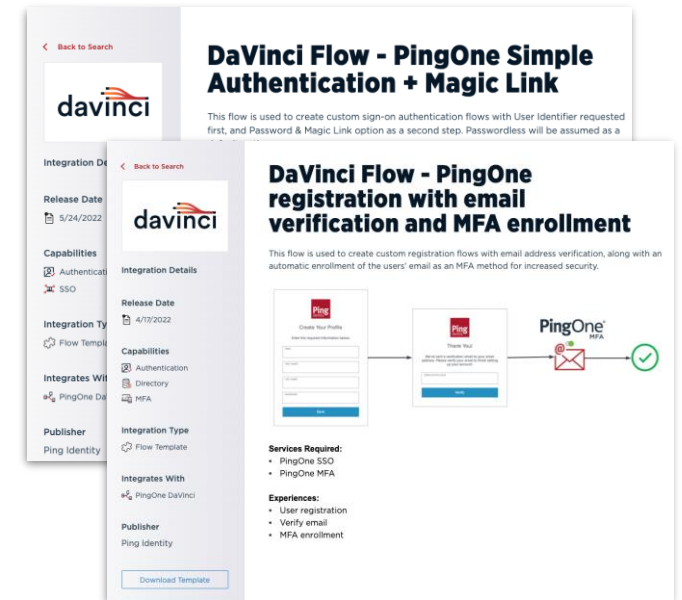 Back to Search
davinci
Integration De
Release Date
5/24/2022
Capabilities
Authenticati
SSO
Integration Ty
Flow Templa
Integrates Wit
PingOne Da
Publisher
Ping Identity
DaVinci Flow - PingOne Simple
Authentication + Magic Link
This flow is used to create custom sign-on authentication flows with User Identifier requested
first, and Password & Magic Link option as a second step. Passwordless will be assumed as a
Back to Search
davinci
Integration Details
Release Date
4/17/2022
Capabilities
Authentication
Directory
MFA
Integration Type
Flow Template
Integrates With
PingOne DaVinci
Publisher
Ping Identity
Download Template
DaVinci Flow - PingOne
registration with email
verification and MFA enrollment
This flow is used to create custom registration flows with email address verification, along with an
automatic enrollment of the users' email as an MFA method for increased security.
Ping
Create Your Profile
Enter the required information below.
Save
Ping
Thank You!
Verify
PingOne
MFA
Services Required:
• PingOne SSO
• PingOne MFA
Experiences:
• User registration
• Verify email
• MFA enrollment